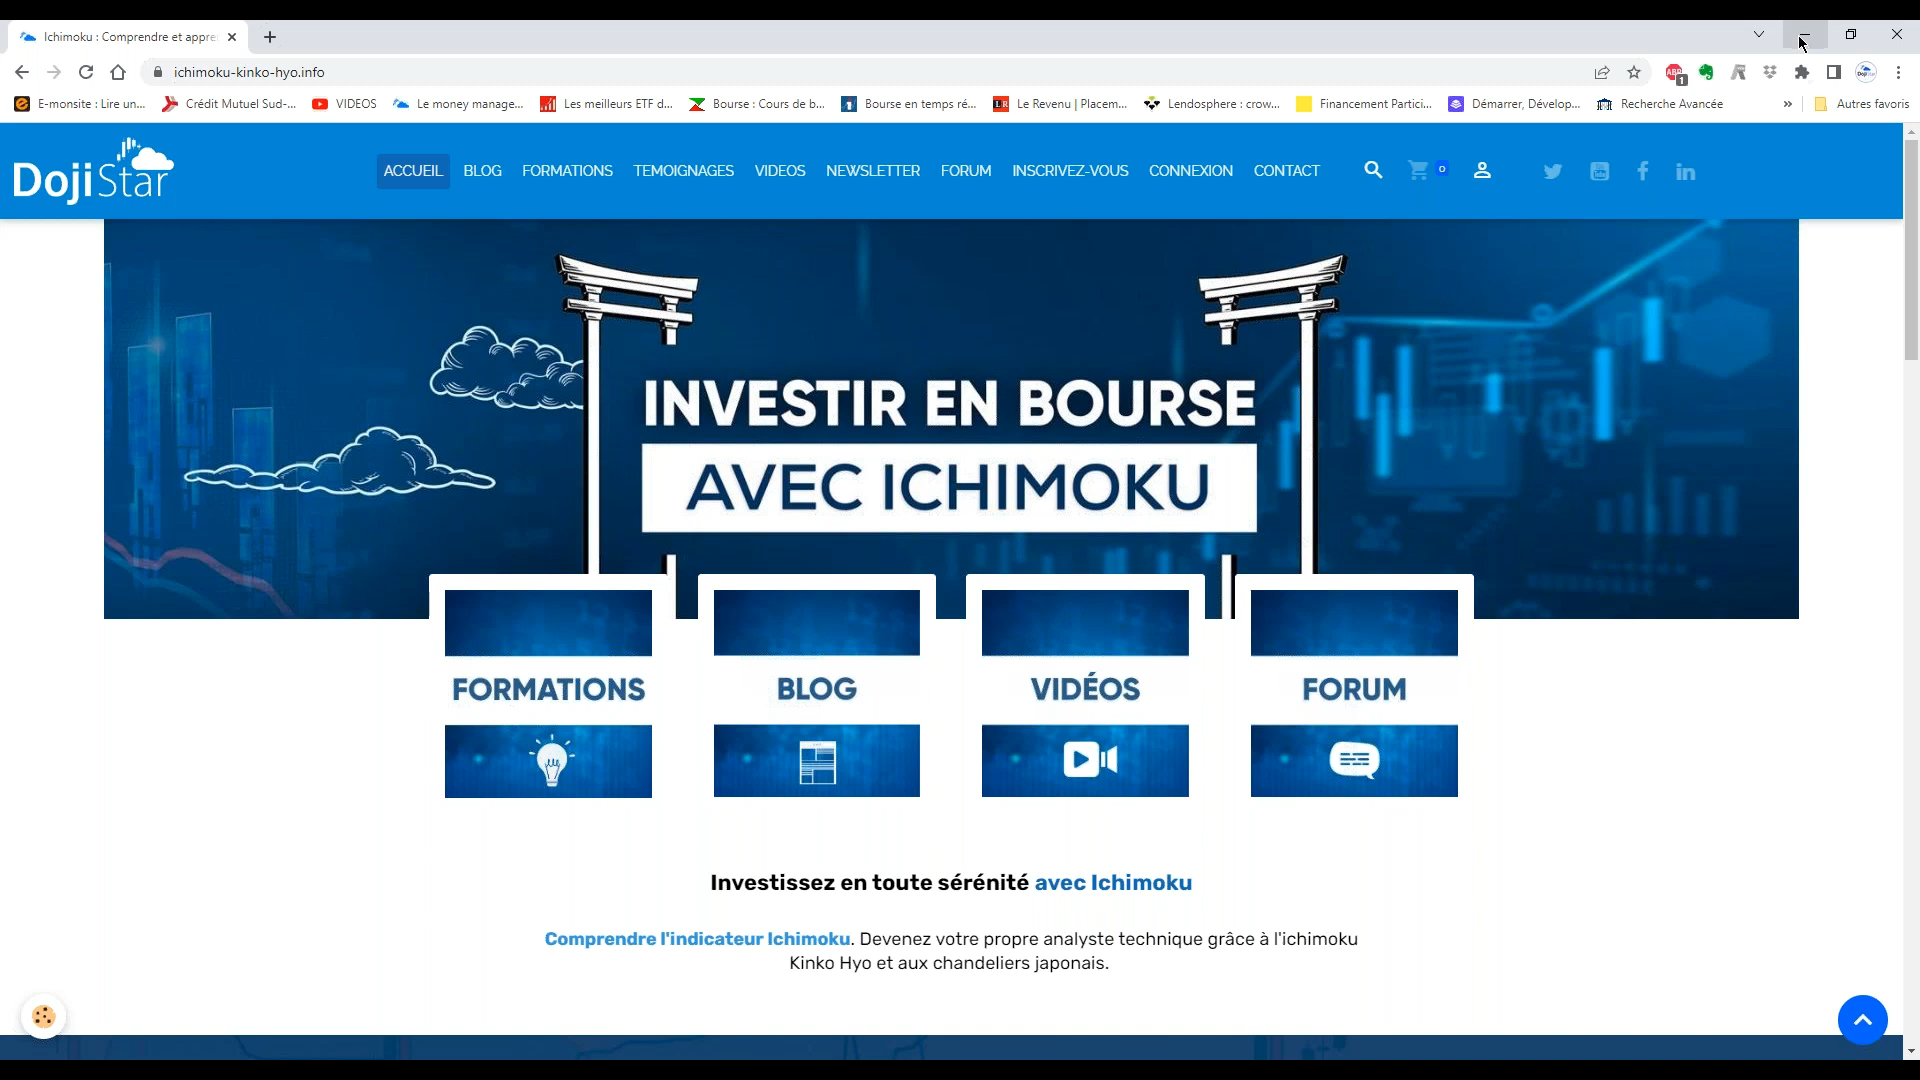 Ichimoku : Comprendre et appre
ichimoku-kinko-hyo.info
ABP
1
E-monsite : Lire un... Crédit Mutuel Sud-... VIDEOS Le money manage... Les meilleurs ETF d... Bourse : Cours de b... Bourse en temps ré... Le Revenu | Placem... Lendosphere : crow... Financement Partici... Démarrer, Dévelop... Recherche Avancée » Autres favoris
DojiStar
ACCUEIL BLOG FORMATIONS TEMOIGNAGES VIDEOS NEWSLETTER FORUM INSCRIVEZ-VOUS CONNEXION CONTACT 0
INVESTIR EN BOURSE
AVEC ICHIMOKU
FORMATIONS BLOG VIDÉOS FORUM
Investissez en toute sérénité avec Ichimoku
Comprendre l'indicateur Ichimoku. Devenez votre propre analyste technique grâce à l'ichimoku
Kinko Hyo et aux chandeliers japonais.